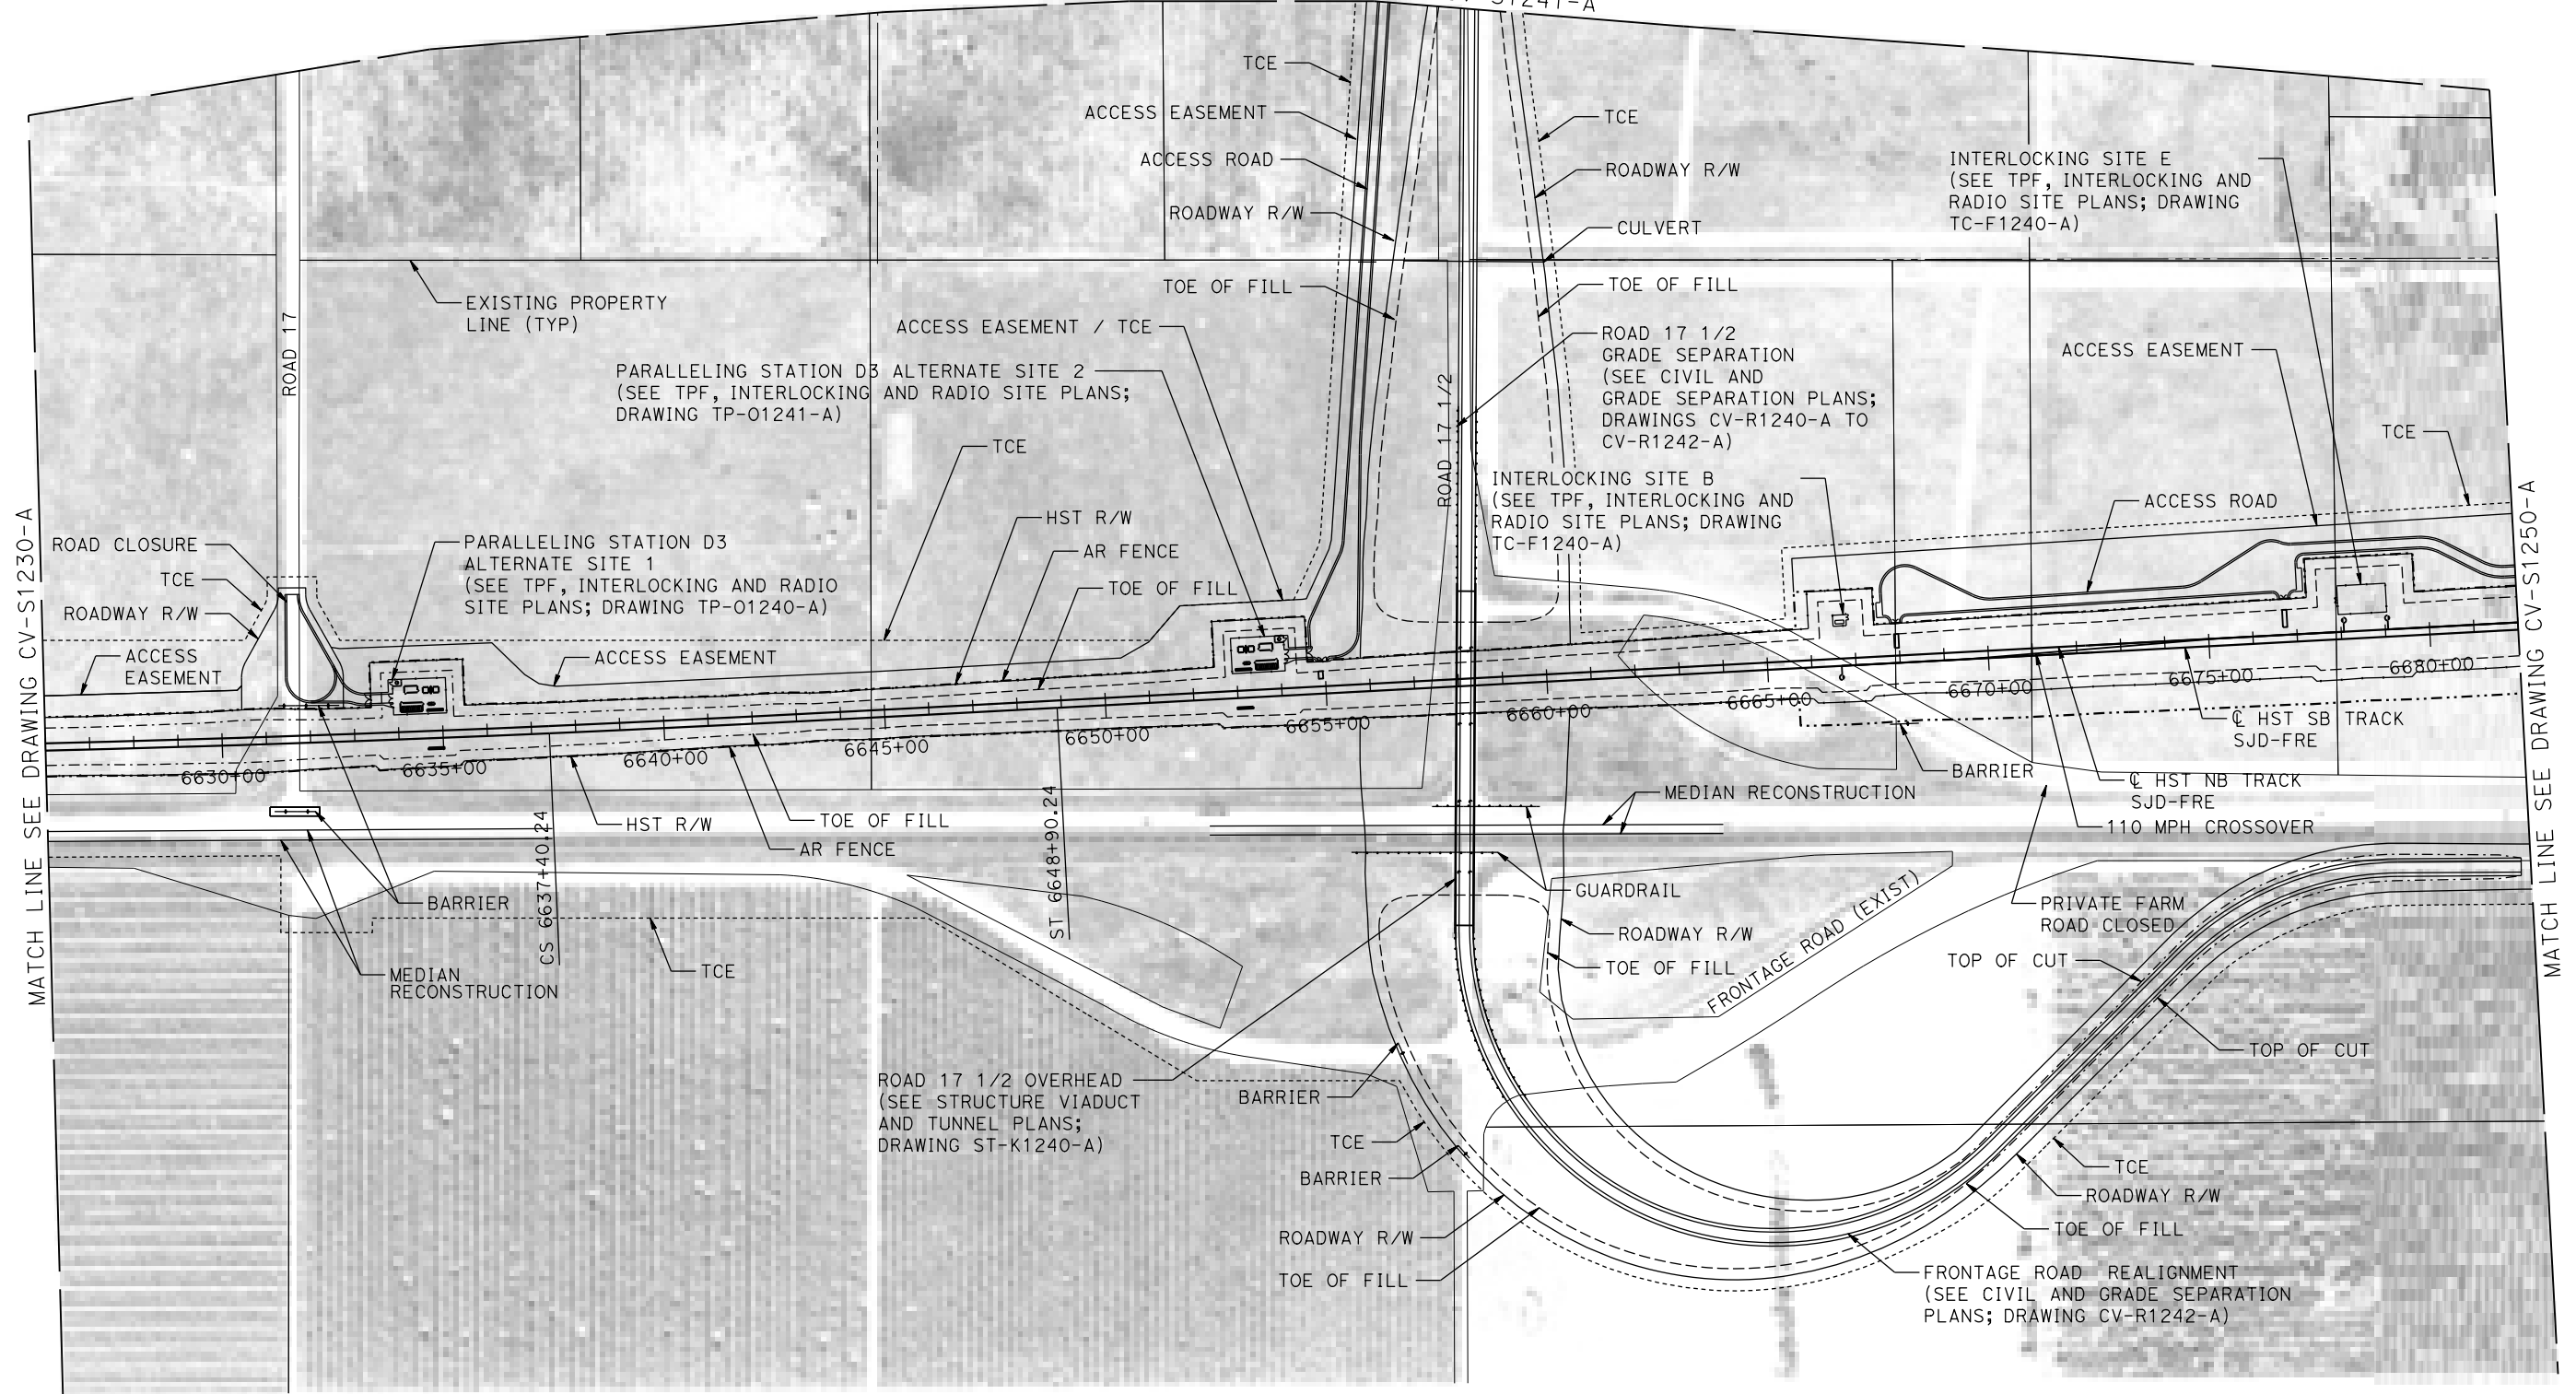 S1241-A
TCE
ACCESS EASEMENT
ACCESS ROAD
ROADWAY R/W
TOE OF FILL
TCE
ROADWAY R/W
CULVERT
TOE OF FILL
INTERLOCKING SITE E
(SEE TPF, INTERLOCKING AND
RADIO SITE PLANS; DRAWING
TC-F1240-A)
EXISTING PROPERTY
LINE (TYP)
ROAD 17
ACCESS EASEMENT / TCE
PARALLELING STATION D3 ALTERNATE SITE 2
(SEE TPF, INTERLOCKING AND RADIO SITE PLANS;
DRAWING TP-O1241-A)
ROAD 17 1/2
GRADE SEPARATION
(SEE CIVIL AND
GRADE SEPARATION PLANS;
DRAWINGS CV-R1240-A TO
CV-R1242-A)
ROAD 17 1/2
ACCESS EASEMENT
TCE
TCE
INTERLOCKING SITE B
(SEE TPF, INTERLOCKING AND
RADIO SITE PLANS; DRAWING
TC-F1240-A)
ACCESS ROAD
HST R/W
AR FENCE
TOE OF FILL
PARALLELING STATION D3
ALTERNATE SITE 1
(SEE TPF, INTERLOCKING AND RADIO
SITE PLANS; DRAWING TP-O1240-A)
ROAD CLOSURE
TCE
ROADWAY R/W
ACCESS
EASEMENT
ACCESS EASEMENT
MATCH LINE SEE DRAWING CV-S1230-A
MATCH LINE SEE DRAWING CV-S1250-A
6630+00
6635+00
6640+00
6645+00
6650+00
6655+00
6660+00
6665+00
6670+00
6675+00
6680+00
℄ HST SB TRACK
SJD-FRE
BARRIER
℄ HST NB TRACK
SJD-FRE
110 MPH CROSSOVER
MEDIAN RECONSTRUCTION
HST R/W
TOE OF FILL
AR FENCE
CS 6637+40.24
ST 6648+90.24
BARRIER
MEDIAN
RECONSTRUCTION
TCE
GUARDRAIL
ROADWAY R/W
TOE OF FILL
FRONTAGE ROAD (EXIST)
PRIVATE FARM
ROAD CLOSED
TOP OF CUT
TOP OF CUT
ROAD 17 1/2 OVERHEAD
(SEE STRUCTURE VIADUCT
AND TUNNEL PLANS;
DRAWING ST-K1240-A)
BARRIER
TCE
BARRIER
ROADWAY R/W
TOE OF FILL
TCE
ROADWAY R/W
TOE OF FILL
FRONTAGE ROAD REALIGNMENT
(SEE CIVIL AND GRADE SEPARATION
PLANS; DRAWING CV-R1242-A)